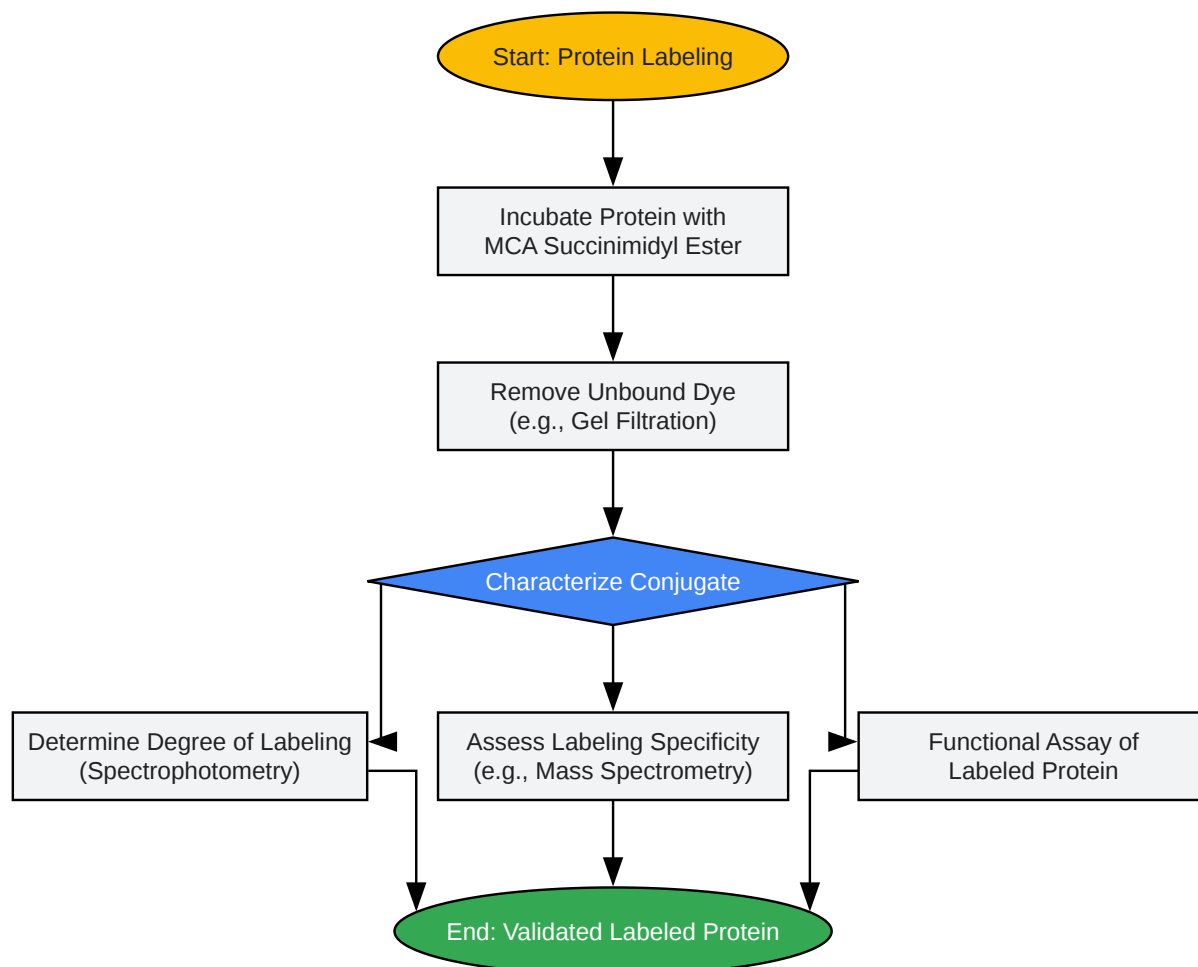 Start: Protein Labeling
Incubate Protein with
MCA Succinimidyl Ester
Remove Unbound Dye
(e.g., Gel Filtration)
Characterize Conjugate
Determine Degree of Labeling
(Spectrophotometry)
Assess Labeling Specificity
(e.g., Mass Spectrometry)
Functional Assay of
Labeled Protein
End: Validated Labeled Protein